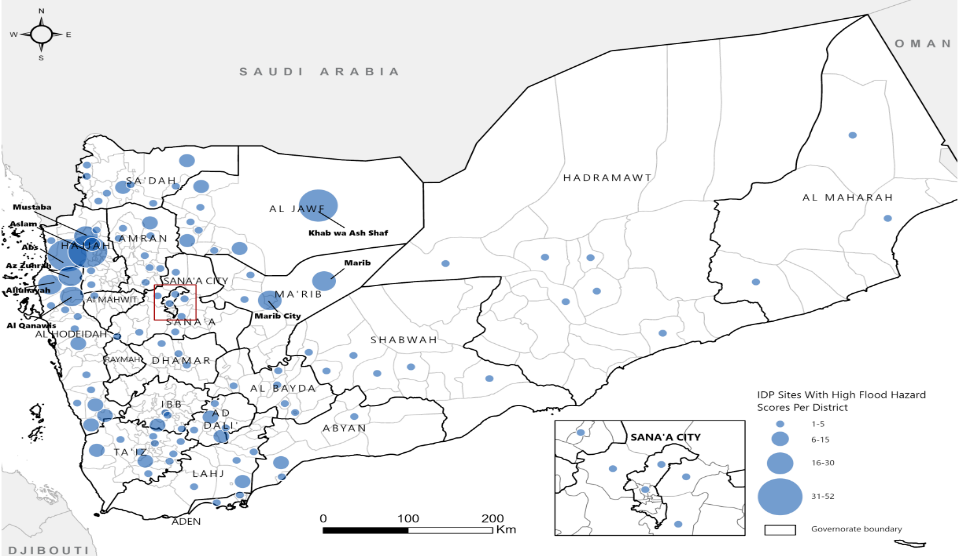 N
W
E
S
SAUDI ARABIA
OMAN
SA'DAH
HADRAMAWT
AL MAHARAH
Mustaba
AL JAWF
Aslam
Khab wa Ash Shaf
AMRAN
Abs
HAJJAH
Az Zuhrah
Marib
SANA'A CITY
Alluhayah
AL MAHWIT
MA'RIB
Marib City
Al Qanawis
SANA'A
AL HODEIDAH
SHABWAH
RAYMAH
DHAMAR
AL BAYDA
IBB
AD
DALI'
ABYAN
TA'IZ
LAHJ
ADEN
DJIBOUTI
0
100
200
Km
SANA'A CITY
IDP Sites With High Flood Hazard
Scores Per District
1-5
6-15
16-30
31-52
Governorate boundary